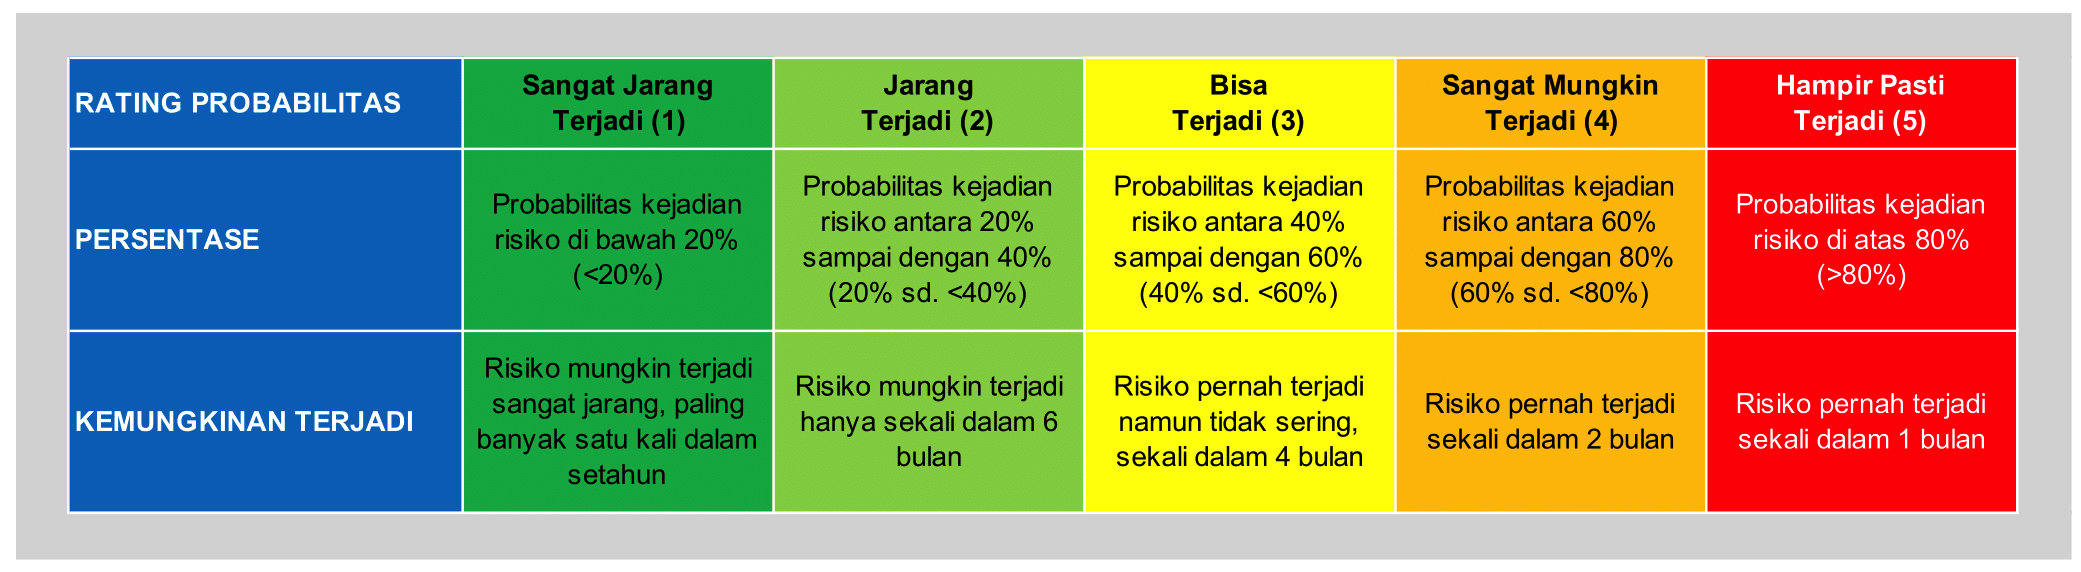 RATING PROBABILITAS
Sangat Jarang
Terjadi (1)
Jarang
Terjadi (2)
Bisa
Terjadi (3)
Sangat Mungkin
Terjadi (4)
Hampir Pasti
Terjadi (5)
PERSENTASE
Probabilitas kejadian
risiko di bawah 20%
(<20%)
Probabilitas kejadian
risiko antara 20%
sampai dengan 40%
(20% sd. <40%)
Probabilitas kejadian
risiko antara 40%
sampai dengan 60%
(40% sd. <60%)
Probabilitas kejadian
risiko antara 60%
sampai dengan 80%
(60% sd. <80%)
Probabilitas kejadian
risiko di atas 80%
(>80%)
KEMUNGKINAN TERJADI
Risiko mungkin terjadi
sangat jarang, paling
banyak satu kali dalam
setahun
Risiko mungkin terjadi
hanya sekali dalam 6
bulan
Risiko pernah terjadi
namun tidak sering,
sekali dalam 4 bulan
Risiko pernah terjadi
sekali dalam 2 bulan
Risiko pernah terjadi
sekali dalam 1 bulan